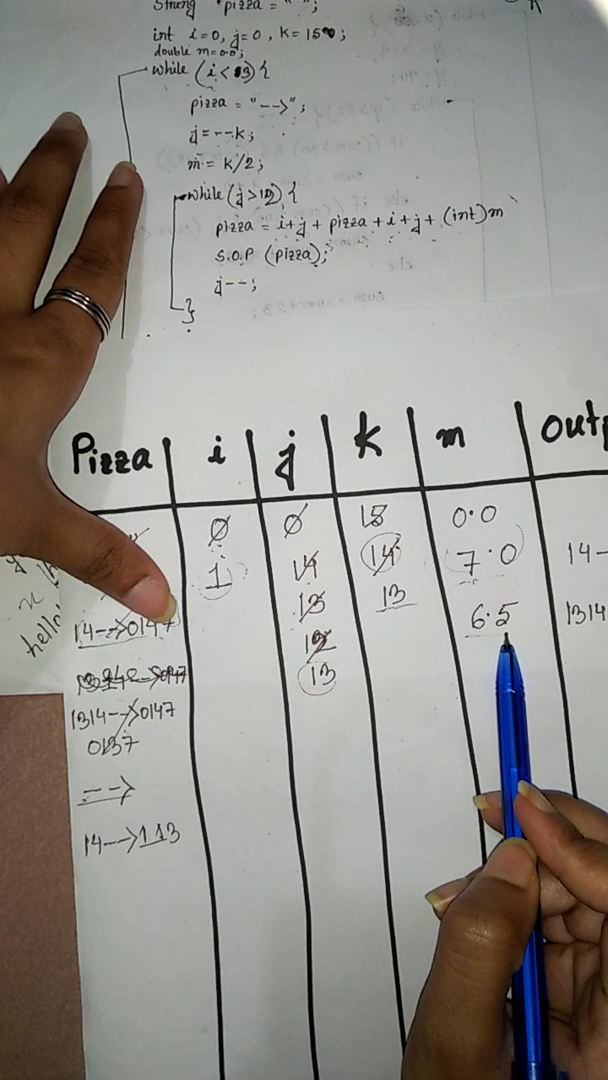 String pizza = " ";
int i=0, j=0, k=15;
double m=0.0;
while (i<13) {
pizza = "-->";
j=--k;
m= k/2;
while (j>12) {
pizza = i+j + pizza + i+j + (int)m
S.O.P (pizza);
j--;
}
Pizza i j k m outp
0 0 15 0.0
1 14 14 7.0 14-
14-->0147 13 13 6.5 1314
12
13
1314-->0147
0137
-->
14-->113
hello